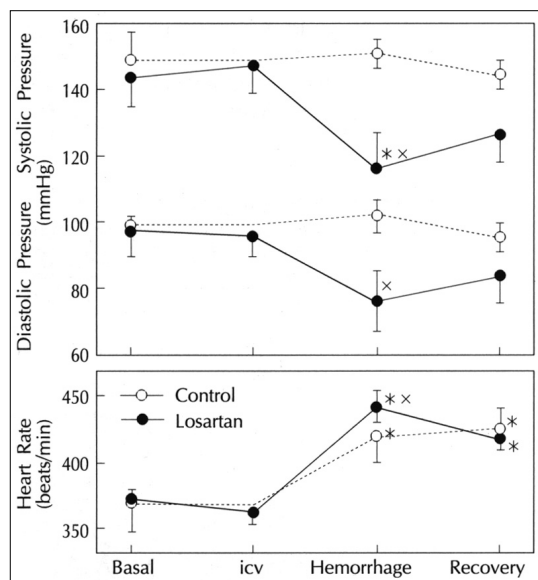 Diastolic Pressure Systolic Pressure
(mmHg)
160
140
120
100
80
60
* ×
×
Heart Rate
(beats/min)
450
400
350
Control
Losartan
* ×
*
*
*
Basal icv Hemorrhage Recovery